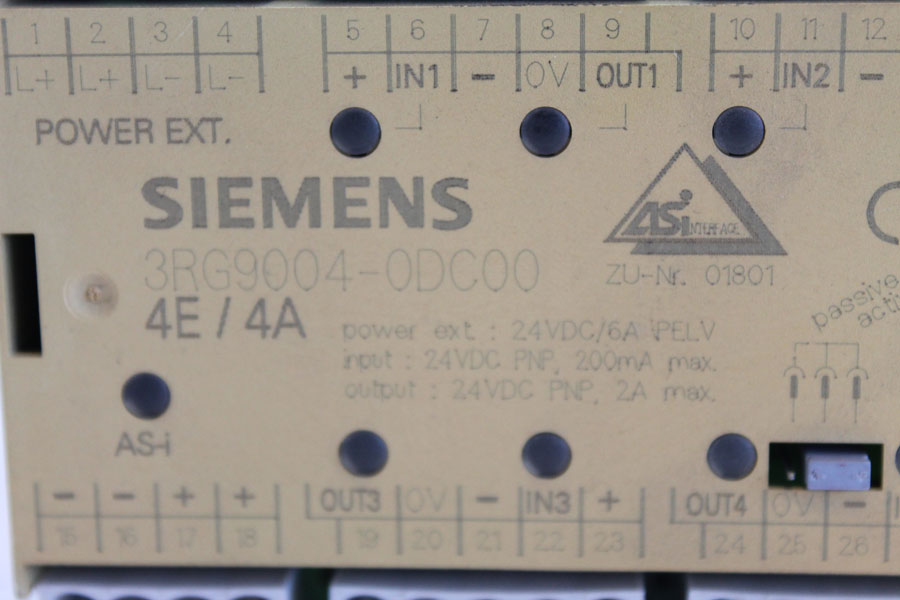 1 2 3 4 5 6 7 8 9 10 11 12
L+ L+ L- L- + IN1 - 0V OUT1 + IN2 -
POWER EXT.
SIEMENS
ASi INTERFACE
3RG9004-0DC00
ZU-Nr. 01801
4E / 4A
passive
power ext. : 24VDC/6A PELV
input : 24VDC PNP, 200mA max.
output : 24VDC PNP, 2A max.
AS-i
- - + + OUT3 0V - IN3 + OUT4 0V -
15 16 17 18 19 20 21 22 23 24 25 26